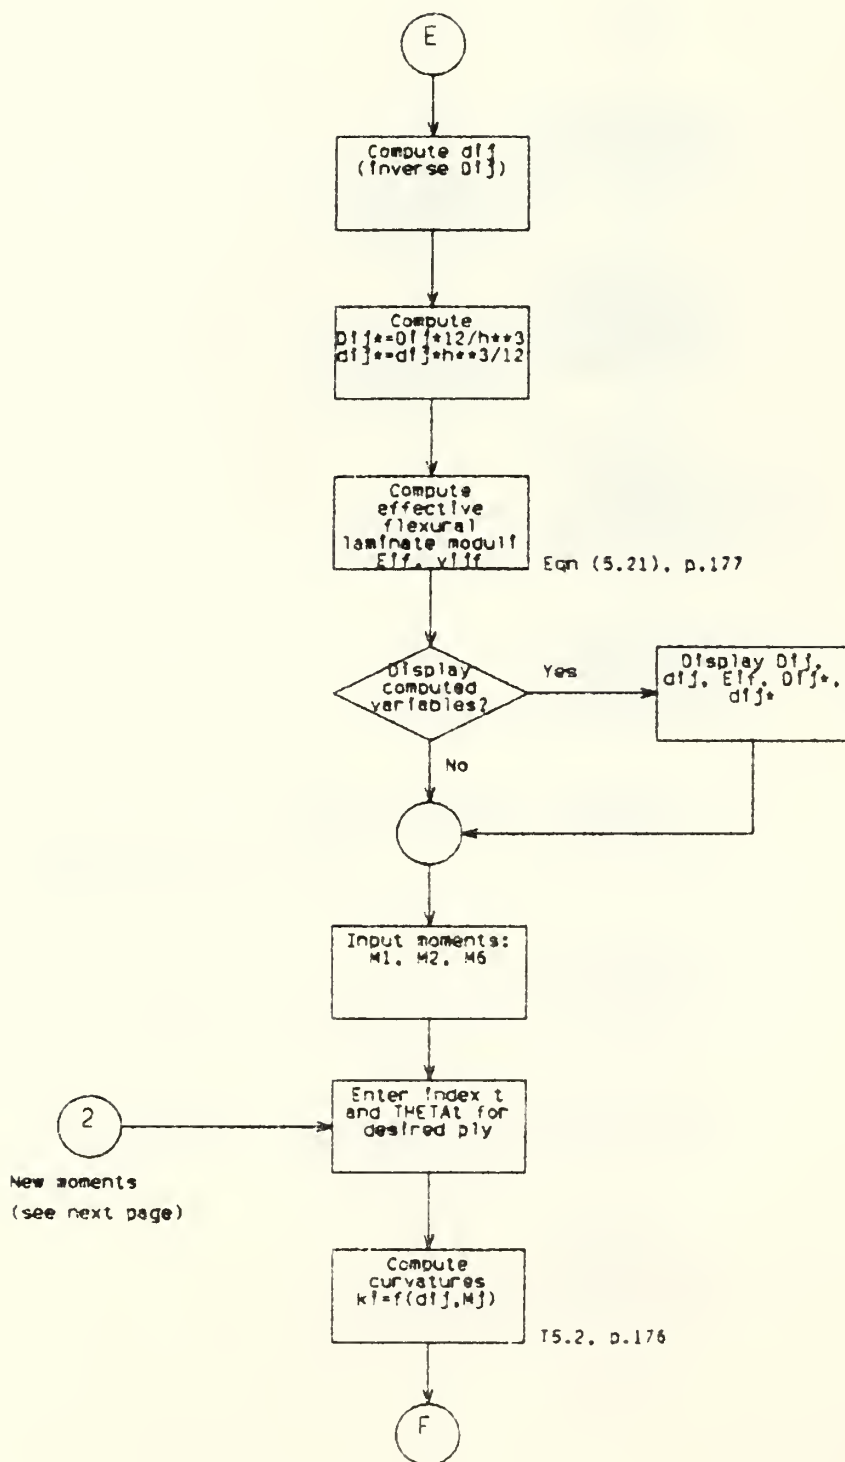 E
Compute dij
(inverse Dij)
Compute
Dij*=Dij*12/h**3
dij*=dij*h**3/12
Compute
effective
flexural
laminate moduli
Eif, vijf
Eqn (5.21), p.177
Display
computed
variables?
Yes
Display Dij,
dij, Eif, Dij*,
dij*
No
Input moments:
M1, M2, M6
2
Enter index t
and THETAt for
desired ply
New moments
(see next page)
Compute
curvatures
ki=f(dij,Mj)
T5.2, p.176
F